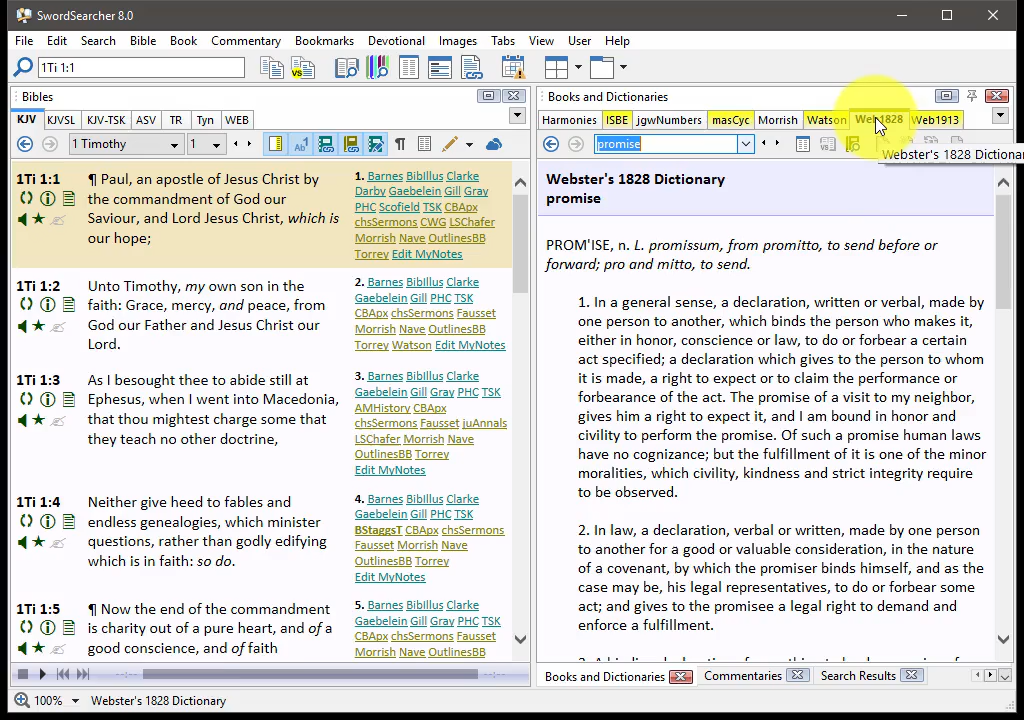 SwordSearcher 8.0
File Edit Search Bible Book Commentary Bookmarks Devotional Images Tabs View User Help
1Ti 1:1
VS
Bibles
KJV KJVSL KJV-TSK ASV TR Tyn WEB
1 Timothy 1
1Ti 1:1 ¶ Paul, an apostle of Jesus Christ by
the commandment of God our
Saviour, and Lord Jesus Christ, which is
our hope;
1. Barnes BibIllus Clarke
Darby Gaebelein Gill Gray
PHC Scofield TSK CBApx
chsSermons CWG LSChafer
Morrish Nave OutlinesBB
Torrey Edit MyNotes
1Ti 1:2 Unto Timothy, my own son in the
faith: Grace, mercy, and peace, from
God our Father and Jesus Christ our
Lord.
2. Barnes BibIllus Clarke
Gaebelein Gill PHC TSK
CBApx chsSermons Fausset
Morrish Nave OutlinesBB
Torrey Watson Edit MyNotes
1Ti 1:3 As I besought thee to abide still at
Ephesus, when I went into Macedonia,
that thou mightest charge some that
they teach no other doctrine,
3. Barnes BibIllus Clarke
Gaebelein Gill Gray PHC TSK
AMHistory CBApx
chsSermons Fausset juAnnals
LSChafer Morrish Nave
OutlinesBB Torrey
Edit MyNotes
1Ti 1:4 Neither give heed to fables and
endless genealogies, which minister
questions, rather than godly edifying
which is in faith: so do.
4. Barnes BibIllus Clarke
Gaebelein Gill Gray PHC TSK
BStaggsT CBApx chsSermons
Fausset Morrish Nave
OutlinesBB Torrey
Edit MyNotes
1Ti 1:5 ¶ Now the end of the commandment
is charity out of a pure heart, and of a
good conscience, and of faith
5. Barnes BibIllus Clarke
Gaebelein Gill Gray PHC TSK
CBApx chsSermons Fausset
LSChafer Morrish Nave
OutlinesBB
Books and Dictionaries
Harmonies ISBE jgwNumbers masCyc Morrish Watson Web1828 Web1913
promise
Webster's 1828 Dictionar
Webster's 1828 Dictionary
promise
PROM'ISE, n. L. promissum, from promitto, to send before or
forward; pro and mitto, to send.
1. In a general sense, a declaration, written or verbal, made by
one person to another, which binds the person who makes it,
either in honor, conscience or law, to do or forbear a certain
act specified; a declaration which gives to the person to whom
it is made, a right to expect or to claim the performance or
forbearance of the act. The promise of a visit to my neighbor,
gives him a right to expect it, and I am bound in honor and
civility to perform the promise. Of such a promise human laws
have no cognizance; but the fulfillment of it is one of the minor
moralities, which civility, kindness and strict integrity require
to be observed.
2. In law, a declaration, verbal or written, made by one person
to another for a good or valuable consideration, in the nature
of a covenant, by which the promiser binds himself, and as the
case may be, his legal representatives, to do or forbear some
act; and gives to the promisee a legal right to demand and
enforce a fulfillment.
Books and Dictionaries Commentaries Search Results
100% Webster's 1828 Dictionary